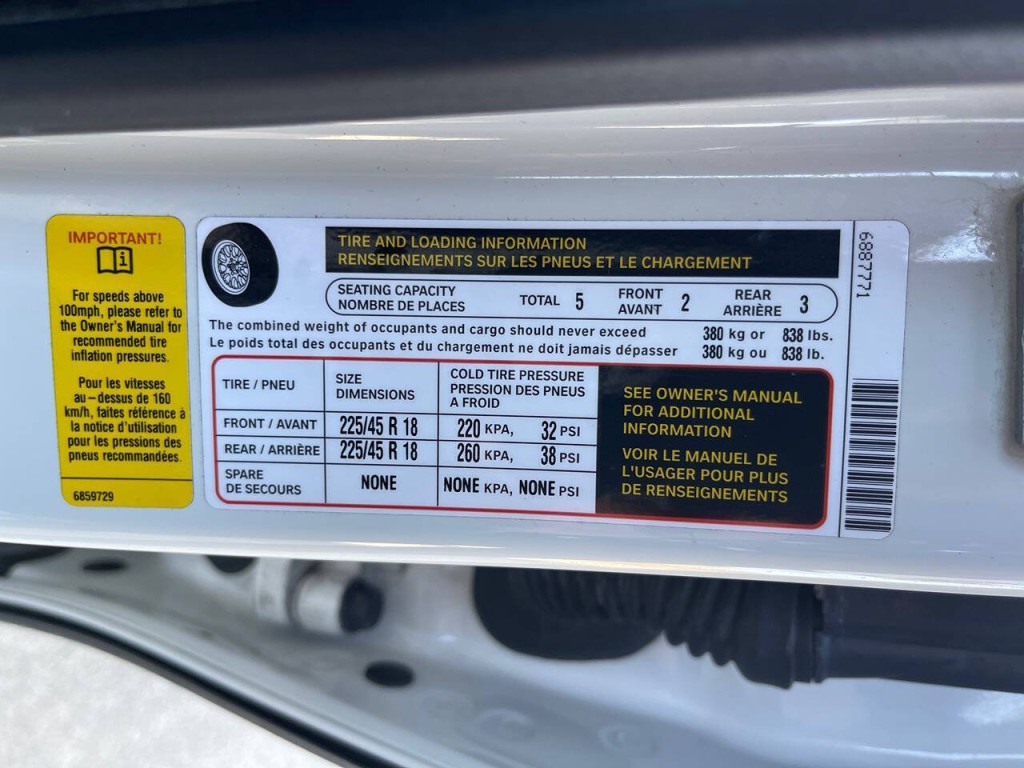 IMPORTANT!
For speeds above
100mph, please refer to
the Owner's Manual for
recommended tire
inflation pressures.
Pour les vitesses
au-dessus de 160
km/h, faites référence à
la notice d'utilisation
pour les pressions des
pneus recommandées.
6859729
TIRE AND LOADING INFORMATION
RENSEIGNEMENTS SUR LES PNEUS ET LE CHARGEMENT
SEATING CAPACITY
NOMBRE DE PLACES
TOTAL 5
FRONT
AVANT 2
REAR
ARRIÈRE 3
The combined weight of occupants and cargo should never exceed 380 kg or 838 lbs.
Le poids total des occupants et du chargement ne doit jamais dépasser 380 kg ou 838 lb.
TIRE / PNEU
SIZE
DIMENSIONS
COLD TIRE PRESSURE
PRESSION DES PNEUS
A FROID
FRONT / AVANT 225/45 R 18 220 KPA, 32 PSI
REAR / ARRIÈRE 225/45 R 18 260 KPA, 38 PSI
SPARE
DE SECOURS
NONE NONE KPA, NONE PSI
SEE OWNER'S MANUAL
FOR ADDITIONAL
INFORMATION
VOIR LE MANUEL DE
L'USAGER POUR PLUS
DE RENSEIGNEMENTS
6887771